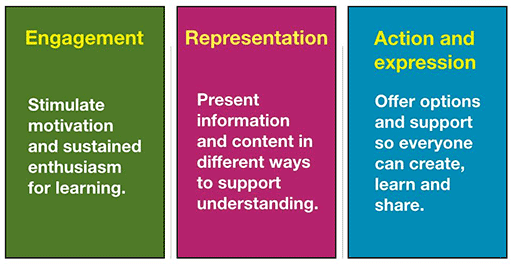 Engagement
Stimulate
motivation
and sustained
enthusiasm
for learning.
Representation
Present
information
and content in
different ways
to support
understanding.
Action and
expression
Offer options
and support
so everyone
can create,
learn and
share.